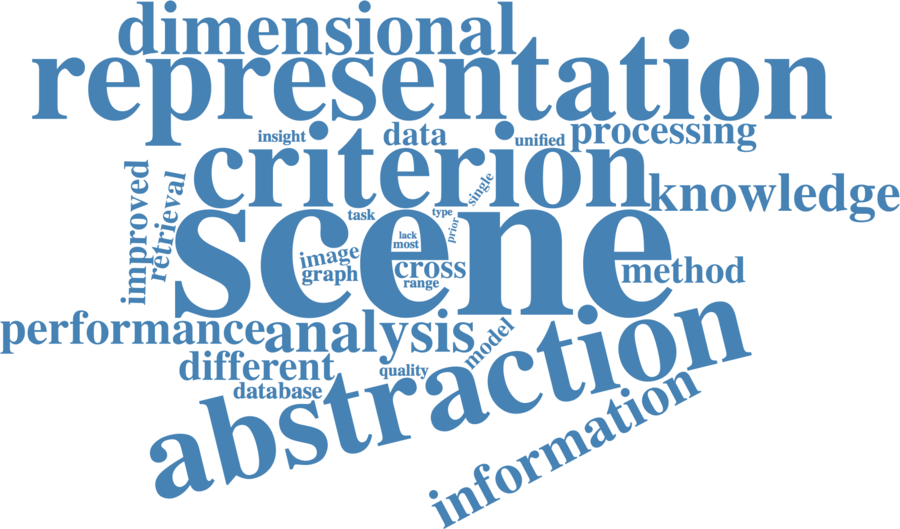 dimensional
representation
insight
data
unified
processing
criterion
improved
retrieval
single
knowledge
scene
task
type
prior
lack
most
image
graph
cross
range
method
performance
analysis
model
different
quality
database
abstraction
information